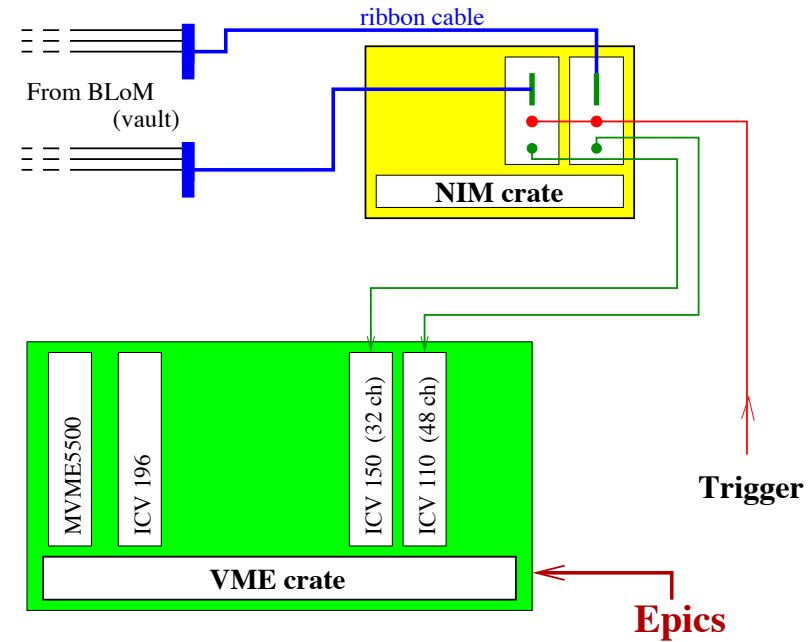 ribbon cable
From BLoM
(vault)
NIM crate
MVME5500
ICV 196
ICV 150 (32 ch)
ICV 110 (48 ch)
Trigger
VME crate
Epics